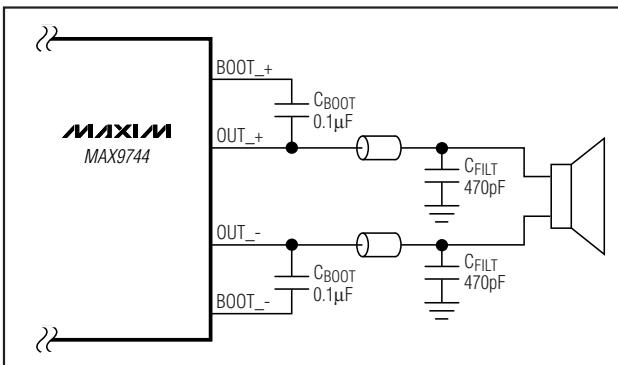 BOOT_+
CBOOT
0.1µF
MAXIM
MAX9744
OUT_+
CFILT
470pF
OUT_-
CBOOT
0.1µF
CFILT
470pF
BOOT_-